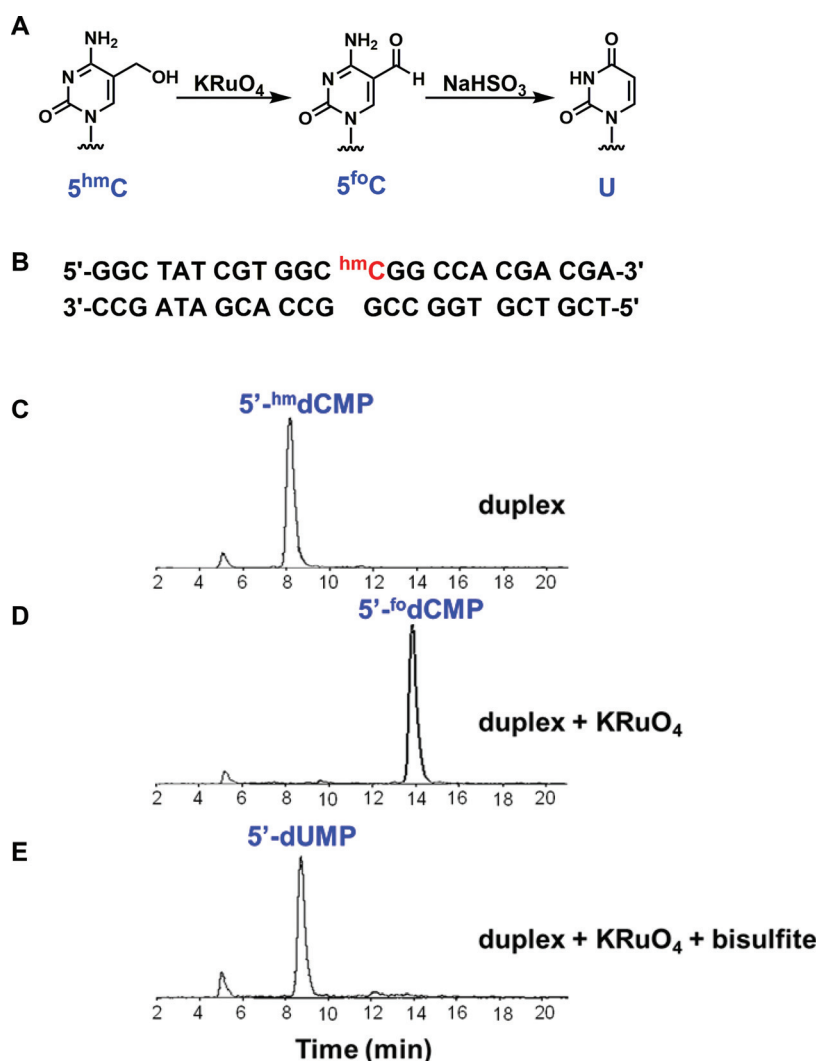 A
NH₂ NH₂ O O
N OH KRuO₄ N H NaHSO₃ HN
O N O N O N
5ʰᵐC 5ᶠᵒC U
B
5'-GGC TAT CGT GGC ʰᵐCGG CCA CGA CGA-3'
3'-CCG ATA GCA CCG GCC GGT GCT GCT-5'
C
5’-ʰᵐdCMP
duplex
2 4 6 8 10 12 14 16 18 20
D
5’-ᶠᵒdCMP
duplex + KRuO₄
2 4 6 8 10 12 14 16 18 20
E
5’-dUMP
duplex + KRuO₄ + bisulfite
2 4 6 8 10 12 14 16 18 20
Time (min)